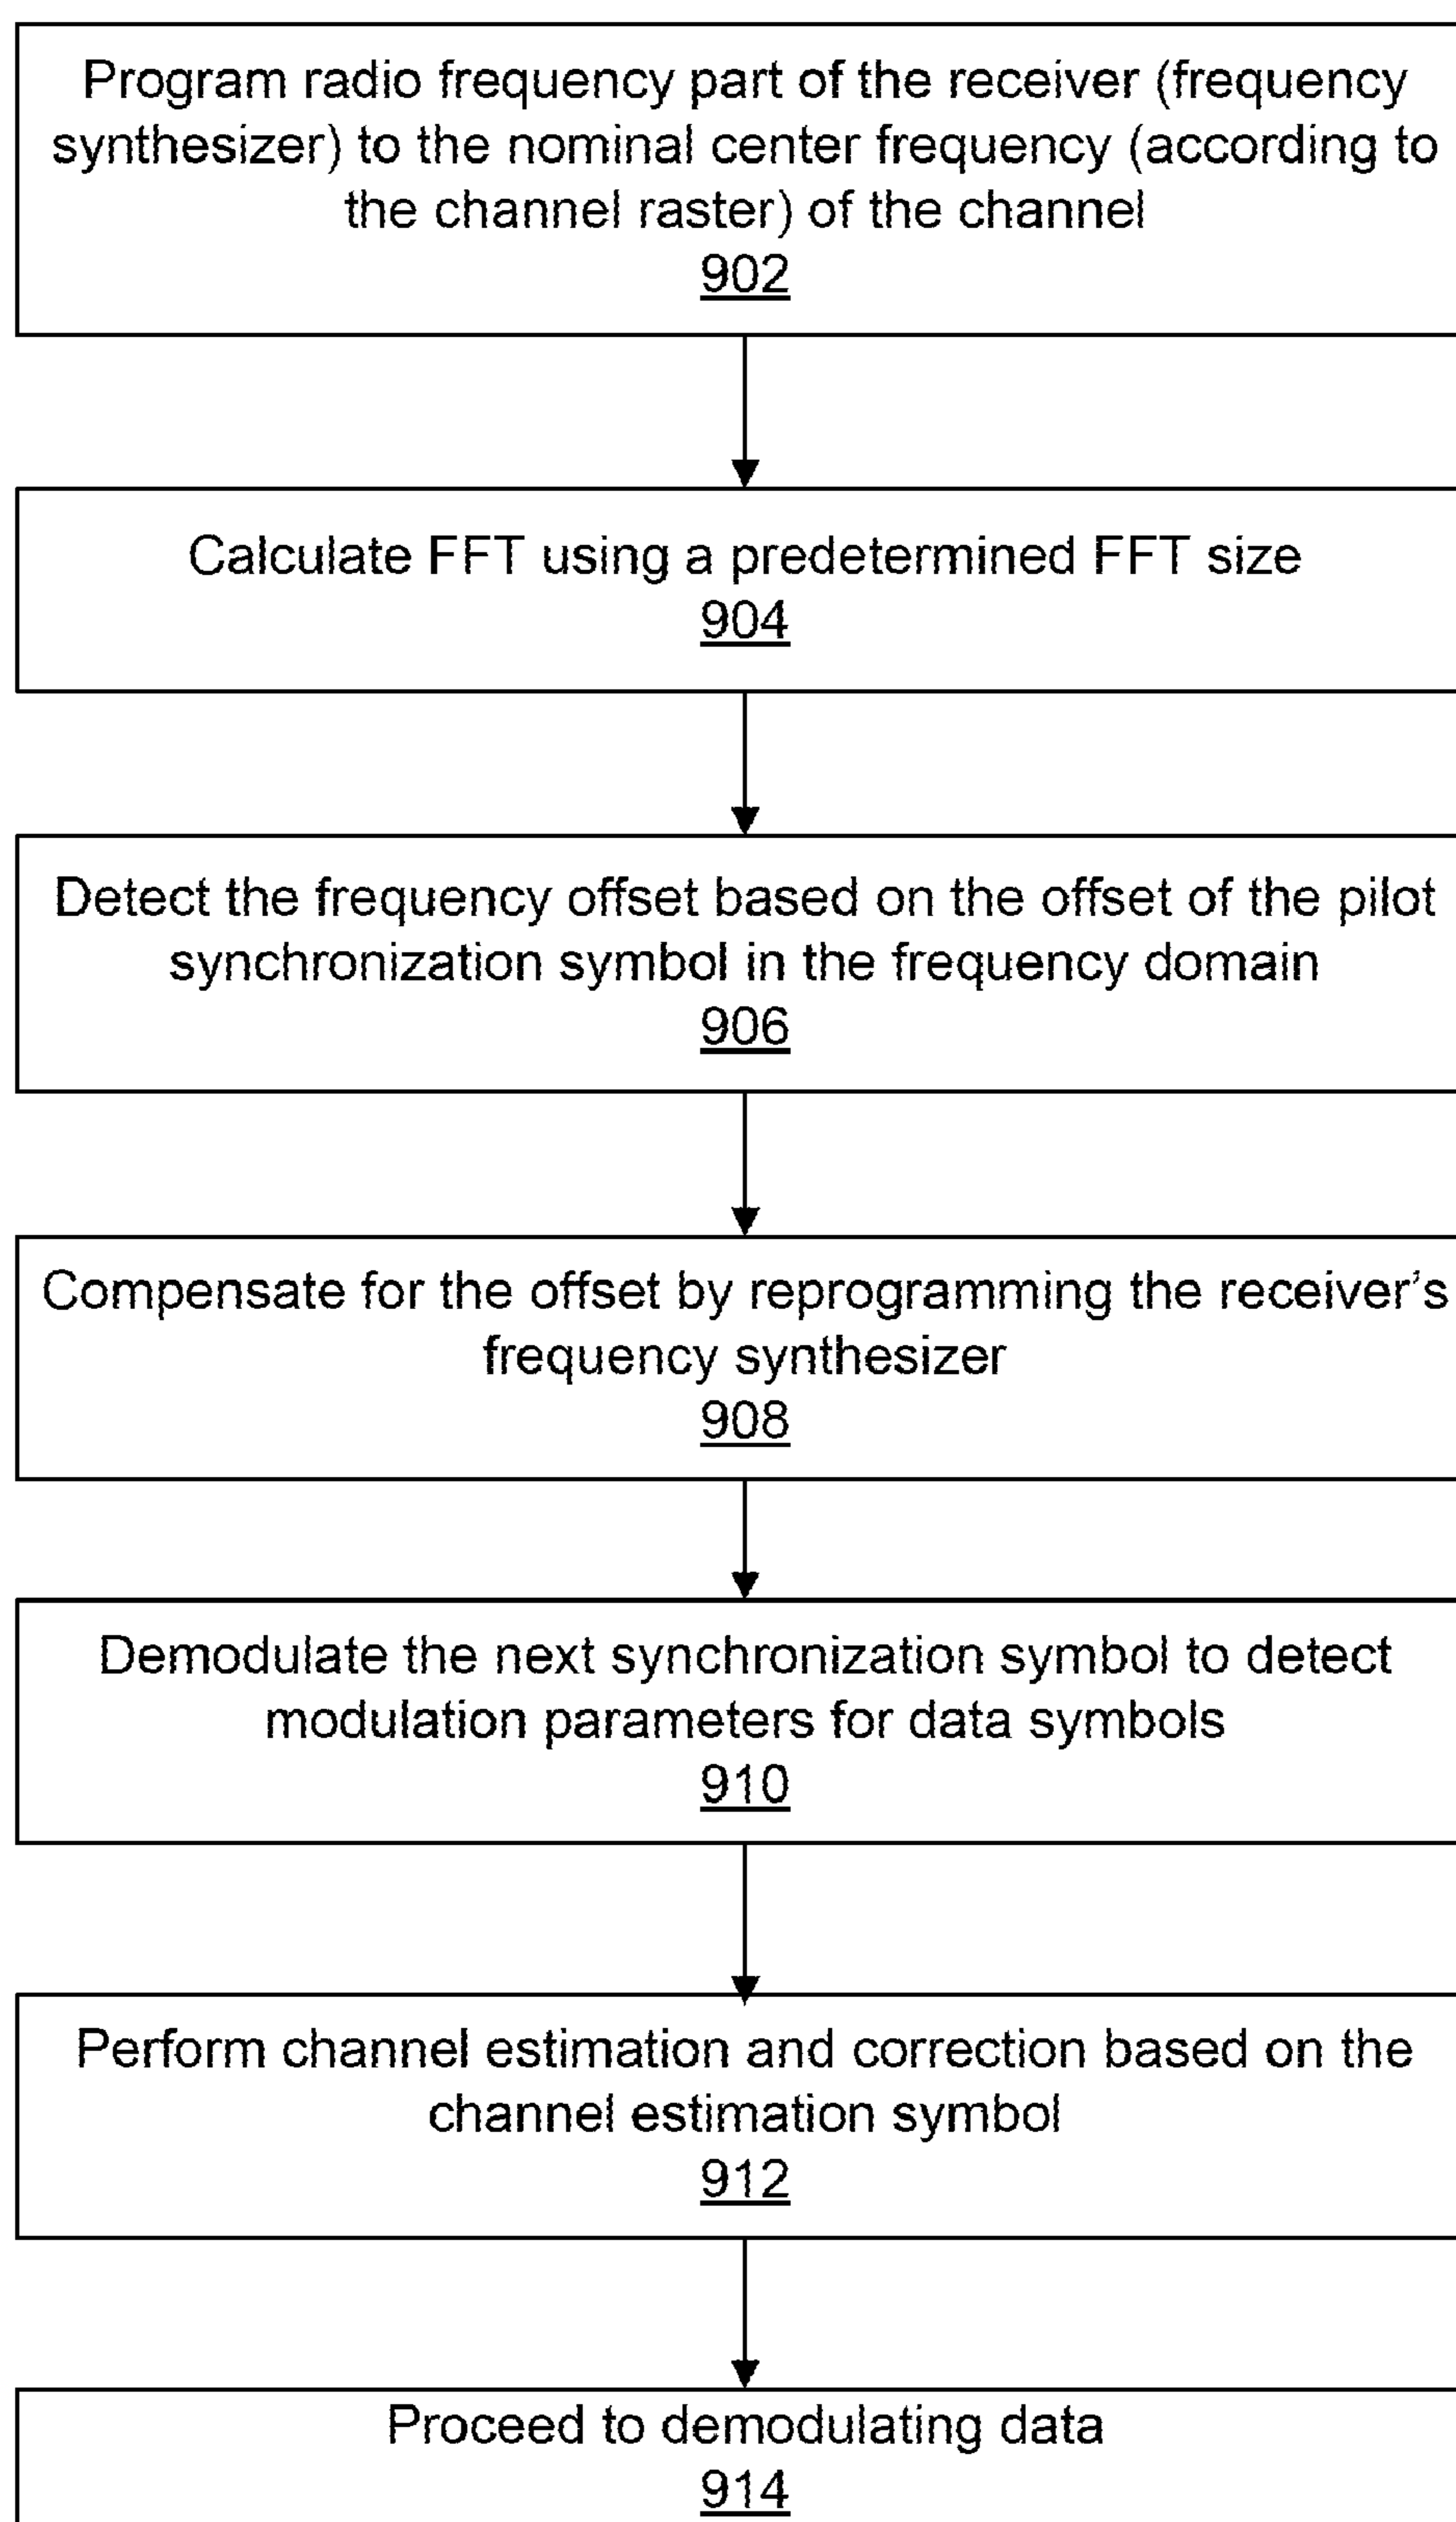 Program radio frequency part of the receiver (frequency
synthesizer) to the nominal center frequency (according to
the channel raster) of the channel
902
Calculate FFT using a predetermined FFT size
904
Detect the frequency offset based on the offset of the pilot
synchronization symbol in the frequency domain
906
Compensate for the offset by reprogramming the receiver's
frequency synthesizer
908
Demodulate the next synchronization symbol to detect
modulation parameters for data symbols
910
Perform channel estimation and correction based on the
channel estimation symbol
912
Proceed to demodulating data
914